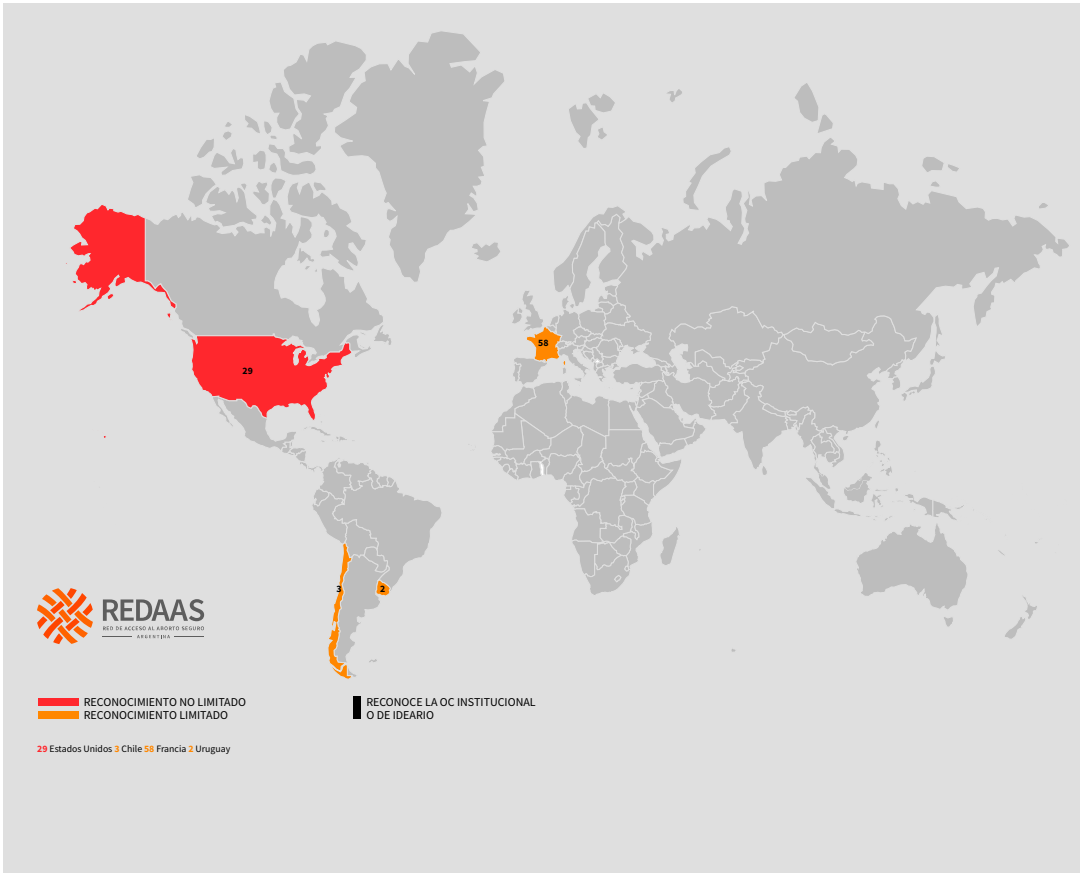 29
58
3
2
REDAAS
RED DE ACCESO AL ABORTO SEGURO
ARGENTINA
RECONOCIMIENTO NO LIMITADO
RECONOCIMIENTO LIMITADO
RECONOCE LA OC INSTITUCIONAL
O DE IDEARIO
29 Estados Unidos 3 Chile 58 Francia 2 Uruguay